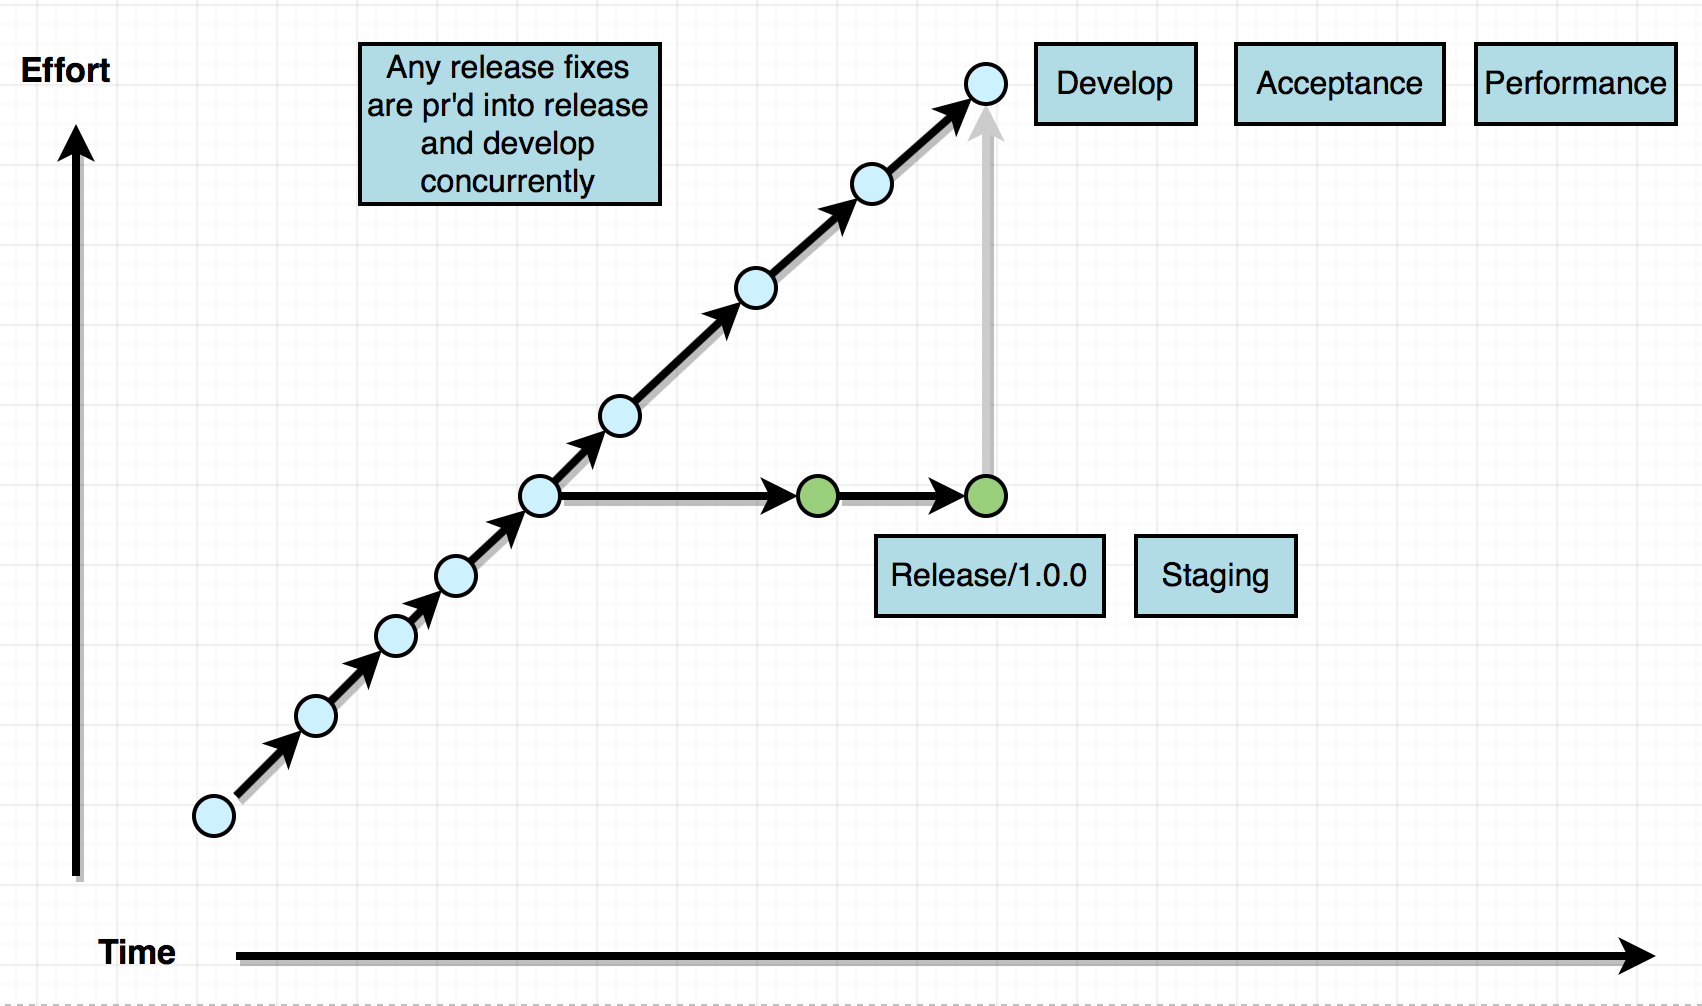 Effort
Any release fixes
are pr'd into release
and develop
concurrently
Develop
Acceptance
Performance
Release/1.0.0
Staging
Time